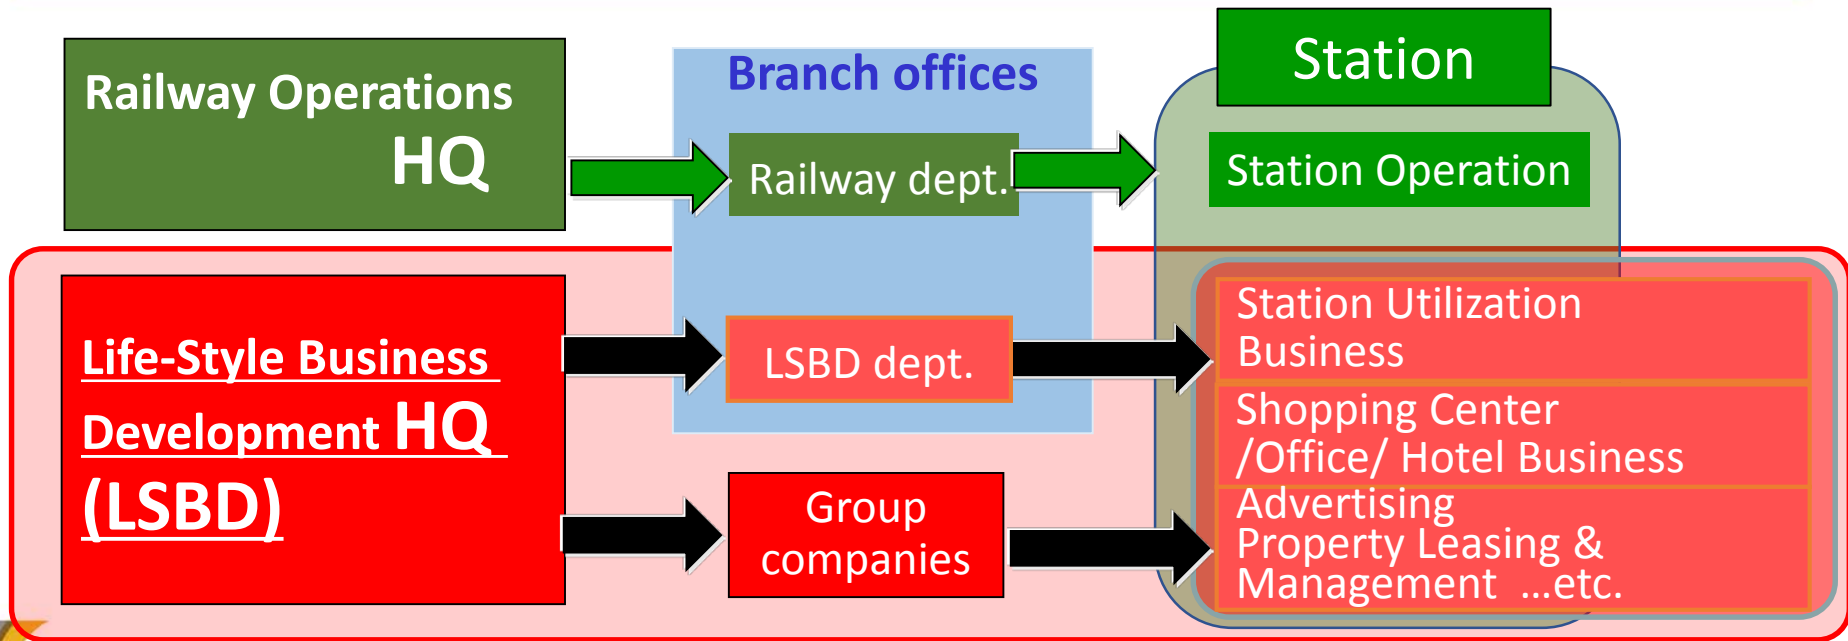 Railway Operations
HQ
Branch offices
Railway dept.
Station
Station Operation
Life-Style Business
Development HQ
(LSBD)
LSBD dept.
Group
companies
Station Utilization
Business
Shopping Center
/Office/ Hotel Business
Advertising
Property Leasing &
Management ...etc.